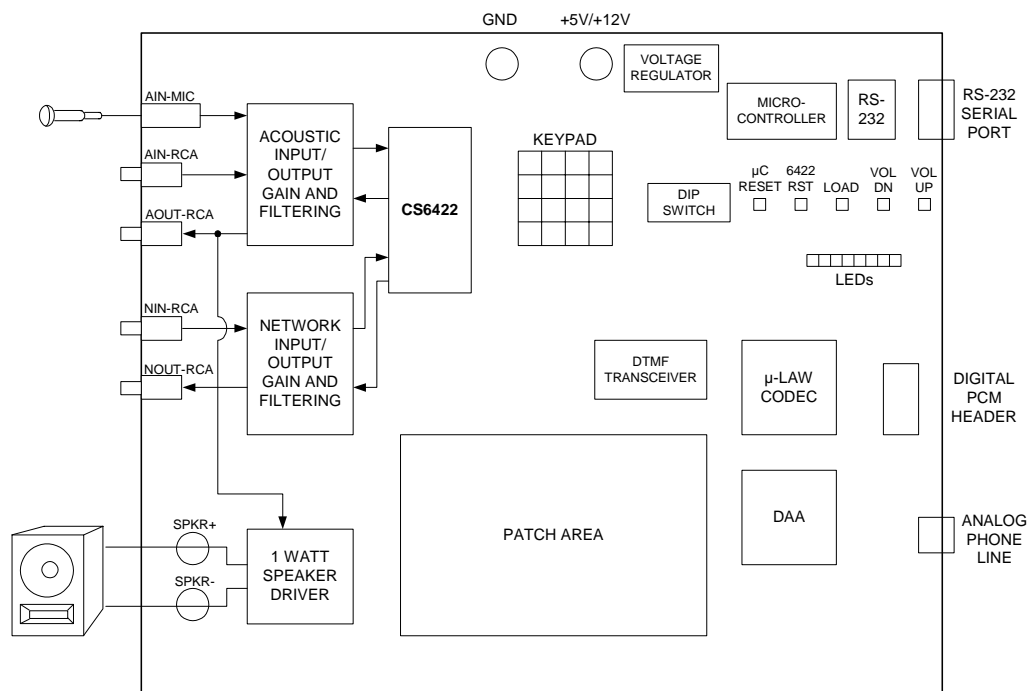 GND
+5V/+12V
VOLTAGE
REGULATOR
AIN-MIC
MICRO-
CONTROLLER
RS-
232
RS-232
SERIAL
PORT
ACOUSTIC
INPUT/
OUTPUT
GAIN AND
FILTERING
AIN-RCA
AOUT-RCA
CS6422
KEYPAD
DIP
SWITCH
µC
RESET
6422
RST
LOAD
VOL
DN
VOL
UP
LEDs
NIN-RCA
NOUT-RCA
NETWORK
INPUT/
OUTPUT
GAIN AND
FILTERING
DTMF
TRANSCEIVER
µ-LAW
CODEC
DIGITAL
PCM
HEADER
PATCH AREA
DAA
ANALOG
PHONE
LINE
SPKR+
SPKR-
1 WATT
SPEAKER
DRIVER